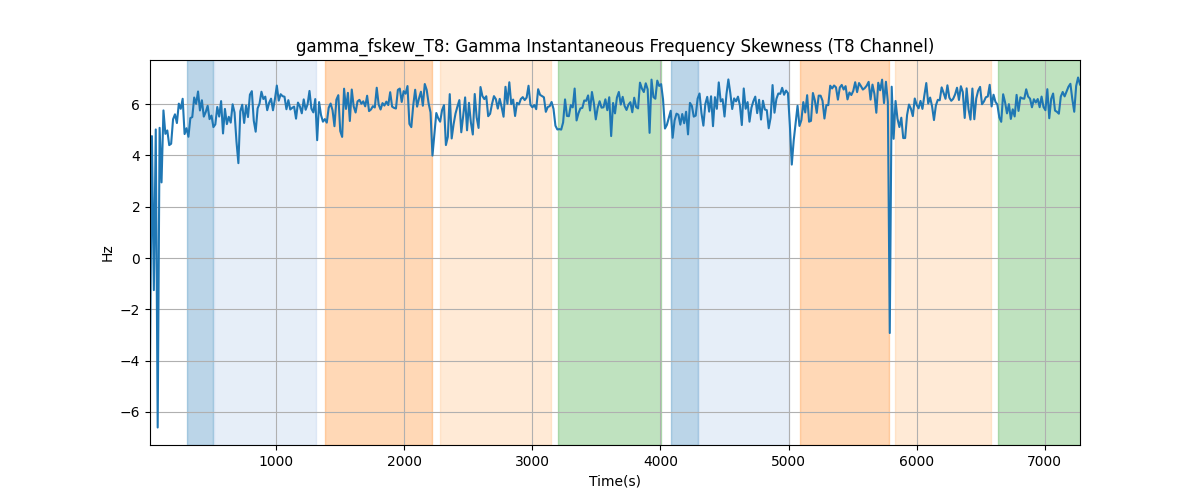 gamma_fskew_T8: Gamma Instantaneous Frequency Skewness (T8 Channel)
Hz
6
4
2
0
−2
−4
−6
1000 2000 3000 4000 5000 6000 7000
Time(s)